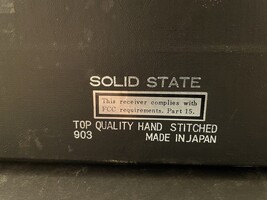 SOLID STATE
This receiver complies with
FCC requirements, Part 15.
TOP QUALITY HAND STITCHED
903 MADE IN JAPAN